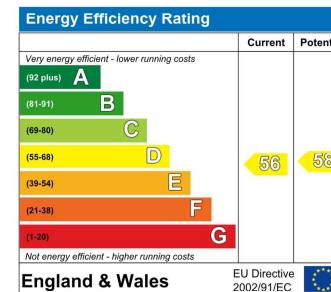 Energy Efficiency Rating
Current Potent
Very energy efficient - lower running costs
(92 plus) A
(81-91) B
(69-80) C
(55-68) D
56 58
(39-54) E
(21-38) F
(1-20) G
Not energy efficient - higher running costs
England & Wales
EU Directive
2002/91/EC